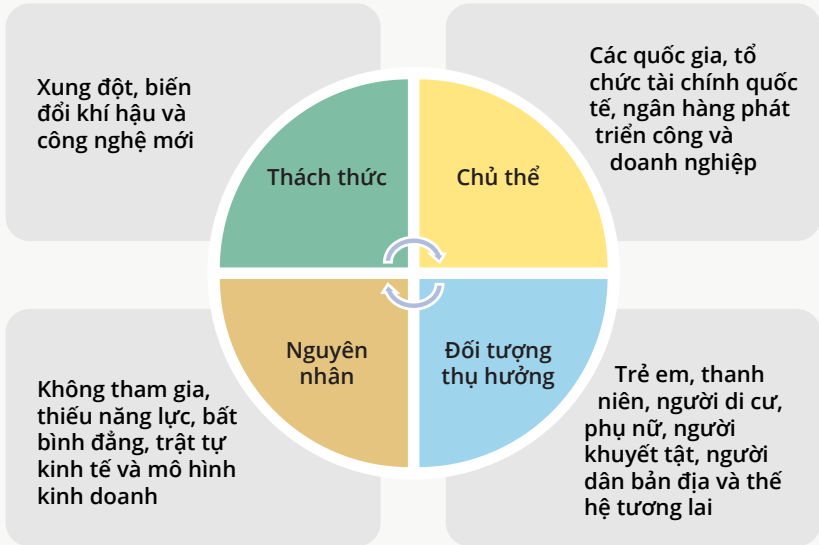 Xung đột, biến
đổi khí hậu và
công nghệ mới
Thách thức
Chủ thể
Các quốc gia, tổ
chức tài chính quốc
tế, ngân hàng phát
triển công và
doanh nghiệp
Nguyên
nhân
Không tham gia,
thiếu năng lực, bất
bình đẳng, trật tự
kinh tế và mô hình
kinh doanh
Đối tượng
thụ hưởng
Trẻ em, thanh
niên, người di cư,
phụ nữ, người
khuyết tật, người
dân bản địa và thế
hệ tương lai